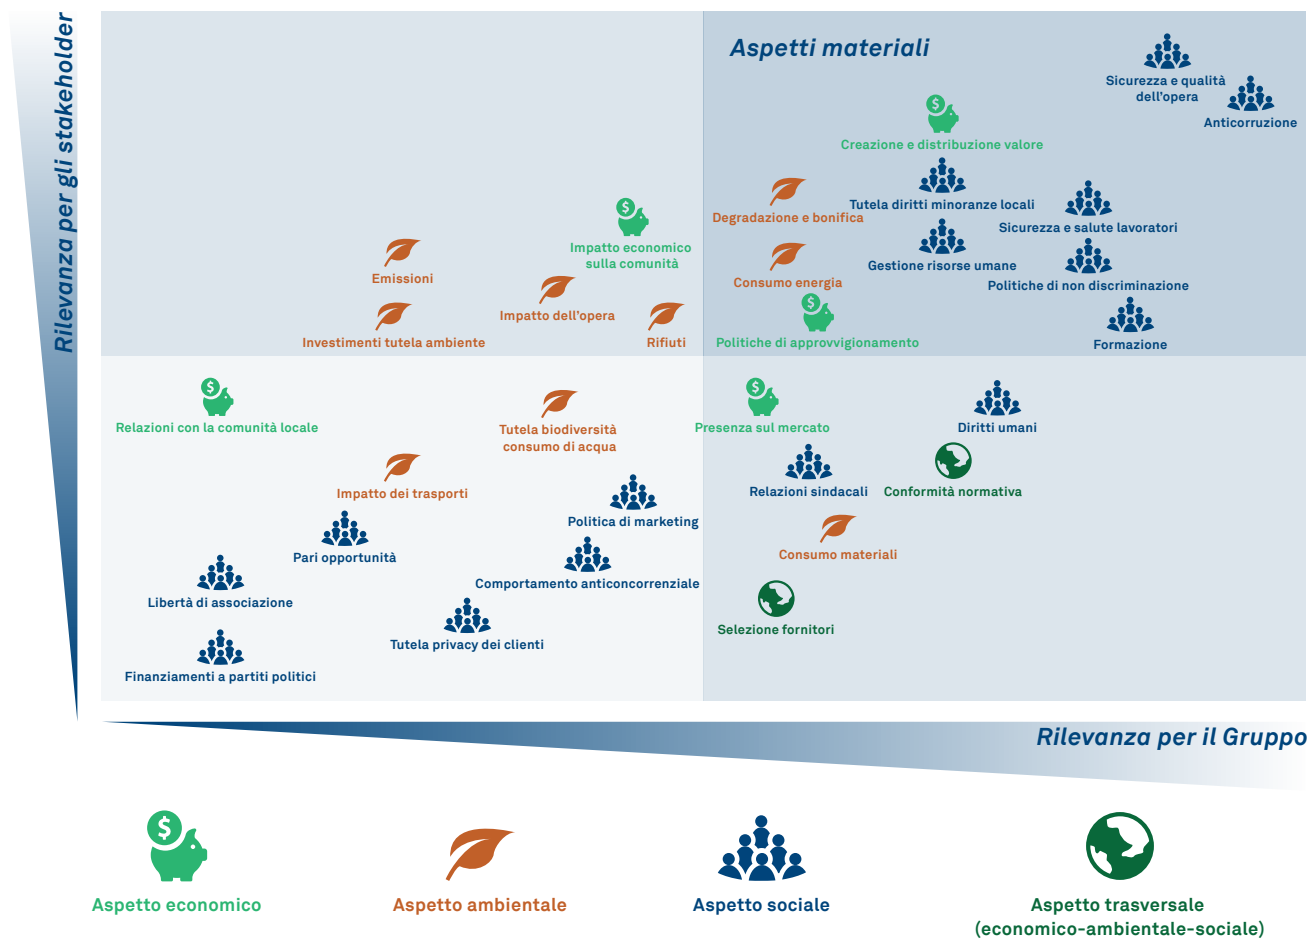 Rilevanza per gli stakeholder
Aspetti materiali
Sicurezza e qualità
dell'opera
Anticorruzione
Creazione e distribuzione valore
Tutela diritti minoranze locali
Degradazione e bonifica
Sicurezza e salute lavoratori
Impatto economico
sulla comunità
Gestione risorse umane
Emissioni
Consumo energia
Politiche di non discriminazione
Impatto dell'opera
Investimenti tutela ambiente
Rifiuti
Politiche di approvvigionamento
Formazione
Relazioni con la comunità locale
Tutela biodiversità
consumo di acqua
Presenza sul mercato
Diritti umani
Impatto dei trasporti
Relazioni sindacali
Conformità normativa
Politica di marketing
Pari opportunità
Consumo materiali
Comportamento anticoncorrenziale
Libertà di associazione
Selezione fornitori
Tutela privacy dei clienti
Finanziamenti a partiti politici
Rilevanza per il Gruppo
Aspetto economico
Aspetto ambientale
Aspetto sociale
Aspetto trasversale
(economico-ambientale-sociale)